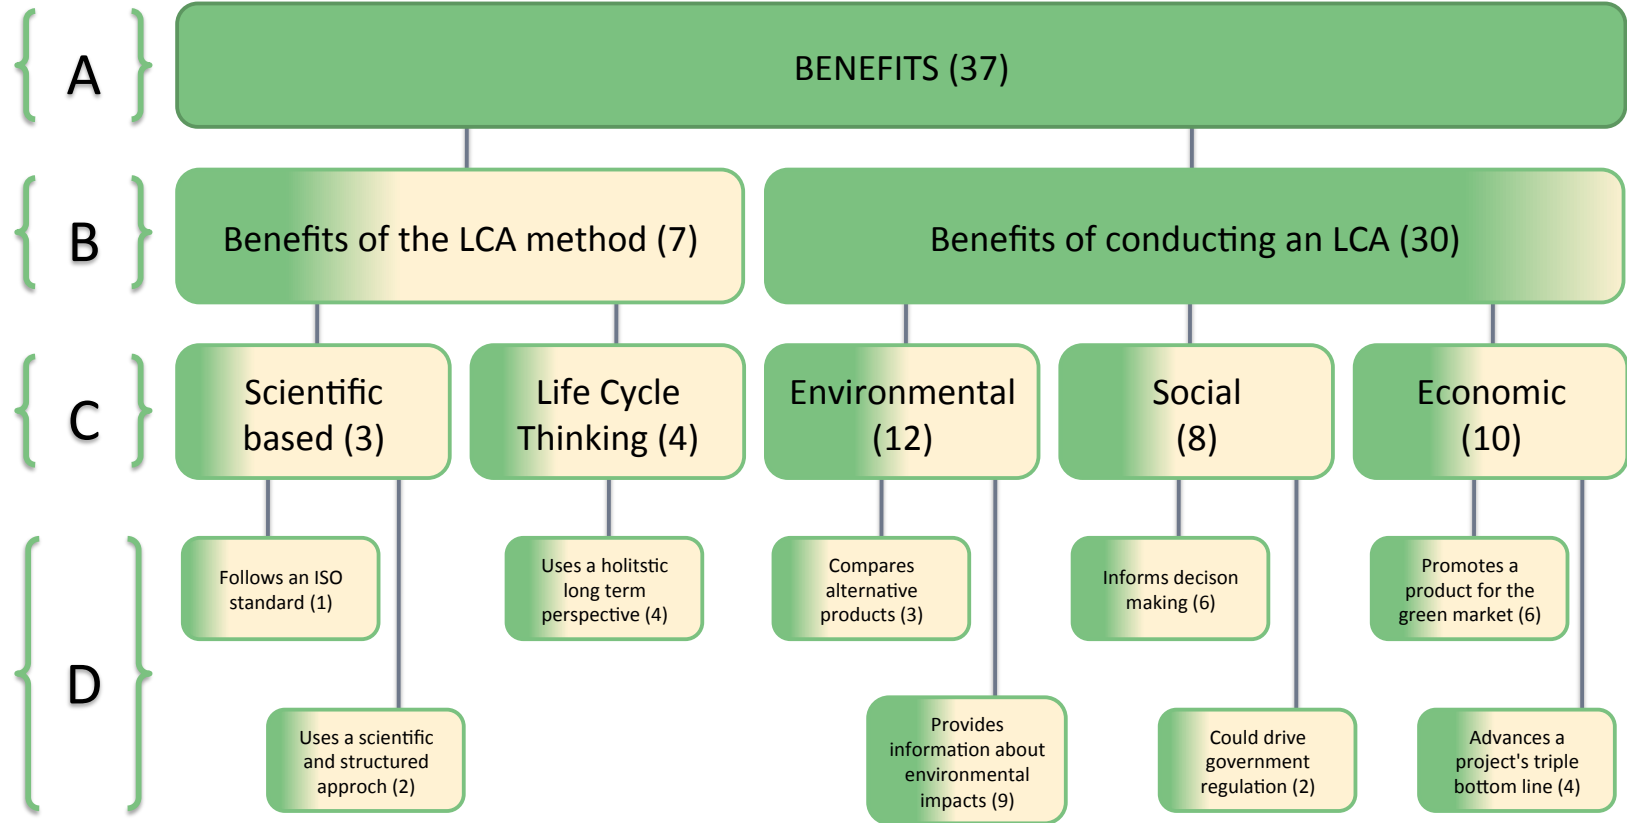 A
BENEFITS (37)
B
Benefits of the LCA method (7)
Benefits of conducting an LCA (30)
C
Scientific
based (3)
Life Cycle
Thinking (4)
Environmental
(12)
Social
(8)
Economic
(10)
D
Follows an ISO
standard (1)
Uses a holitstic
long term
perspective (4)
Compares
alternative
products (3)
Informs decison
making (6)
Promotes a
product for the
green market (6)
Uses a scientific
and structured
approch (2)
Provides
information about
environmental
impacts (9)
Could drive
government
regulation (2)
Advances a
project's triple
bottom line (4)